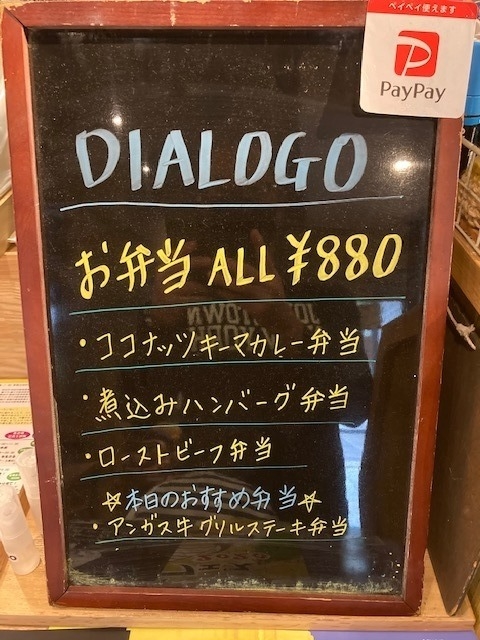 ペイペイ使えます
PayPay
DIALOGO
お弁当 ALL ¥880
・ココナッツキーマカレー弁当
・煮込みハンバーグ弁当
・ローストビーフ弁当
☆本日のおすすめ弁当☆
・アンガス牛グリルステーキ弁当